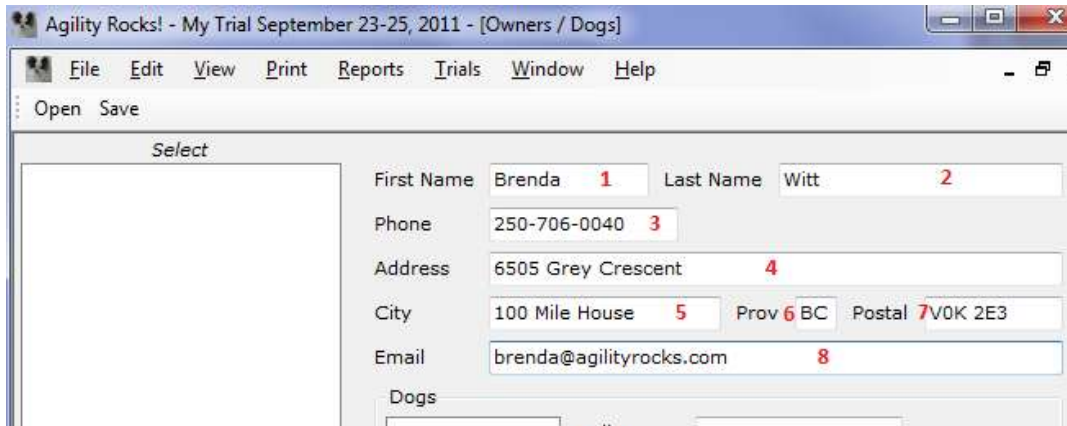 Agility Rocks! - My Trial September 23-25, 2011 - [Owners / Dogs]
File Edit View Print Reports Trials Window Help
Open Save
Select
First Name Brenda 1 Last Name Witt 2
Phone 250-706-0040 3
Address 6505 Grey Crescent 4
City 100 Mile House 5 Prov 6 BC Postal 7 V0K 2E3
Email brenda@agilityrocks.com 8
Dogs